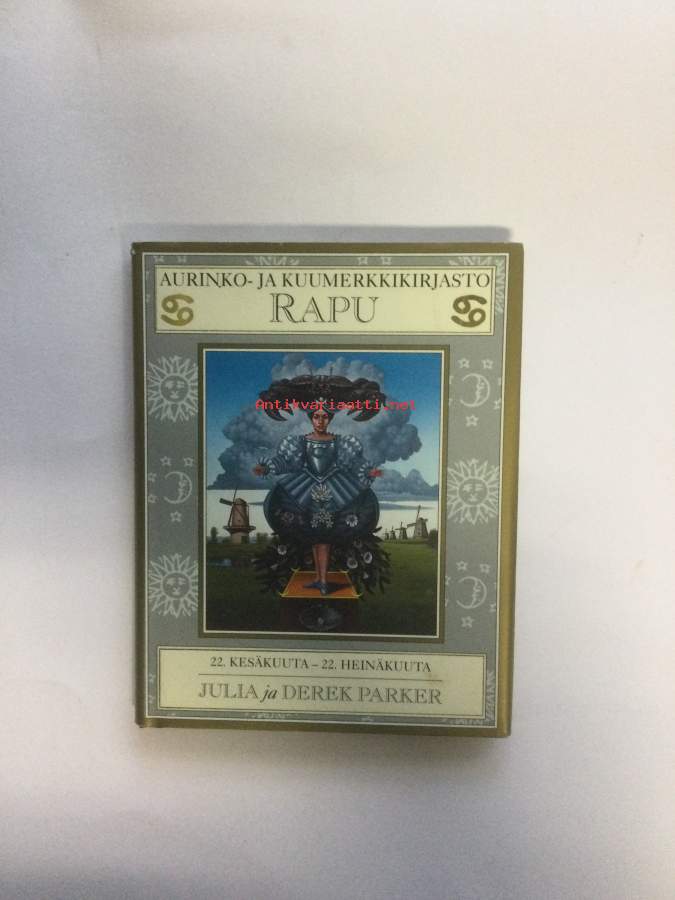 AURINKO- JA KUUMERKKIKIRJASTO
RAPU
Antikvariaatti.net
22. KESÄKUUTA – 22. HEINÄKUUTA
JULIA ja DEREK PARKER